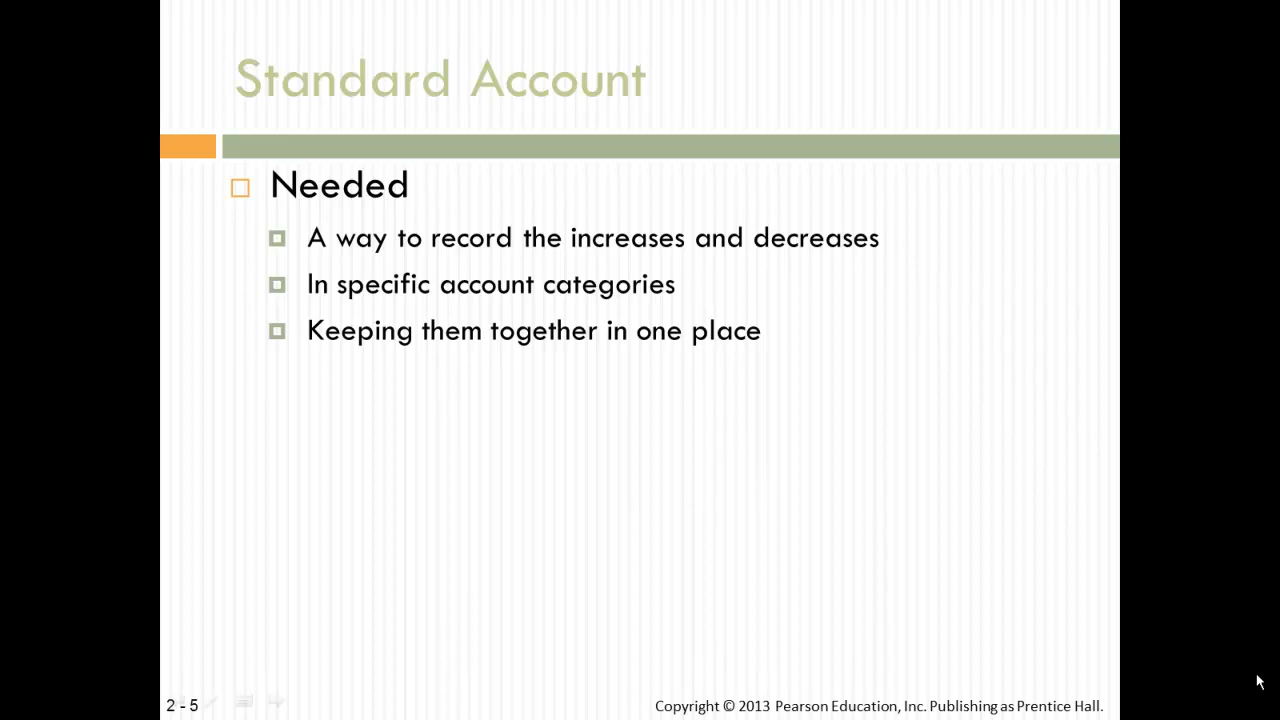 Standard Account
Needed
A way to record the increases and decreases
In specific account categories
Keeping them together in one place
2 - 5
Copyright © 2013 Pearson Education, Inc. Publishing as Prentice Hall.